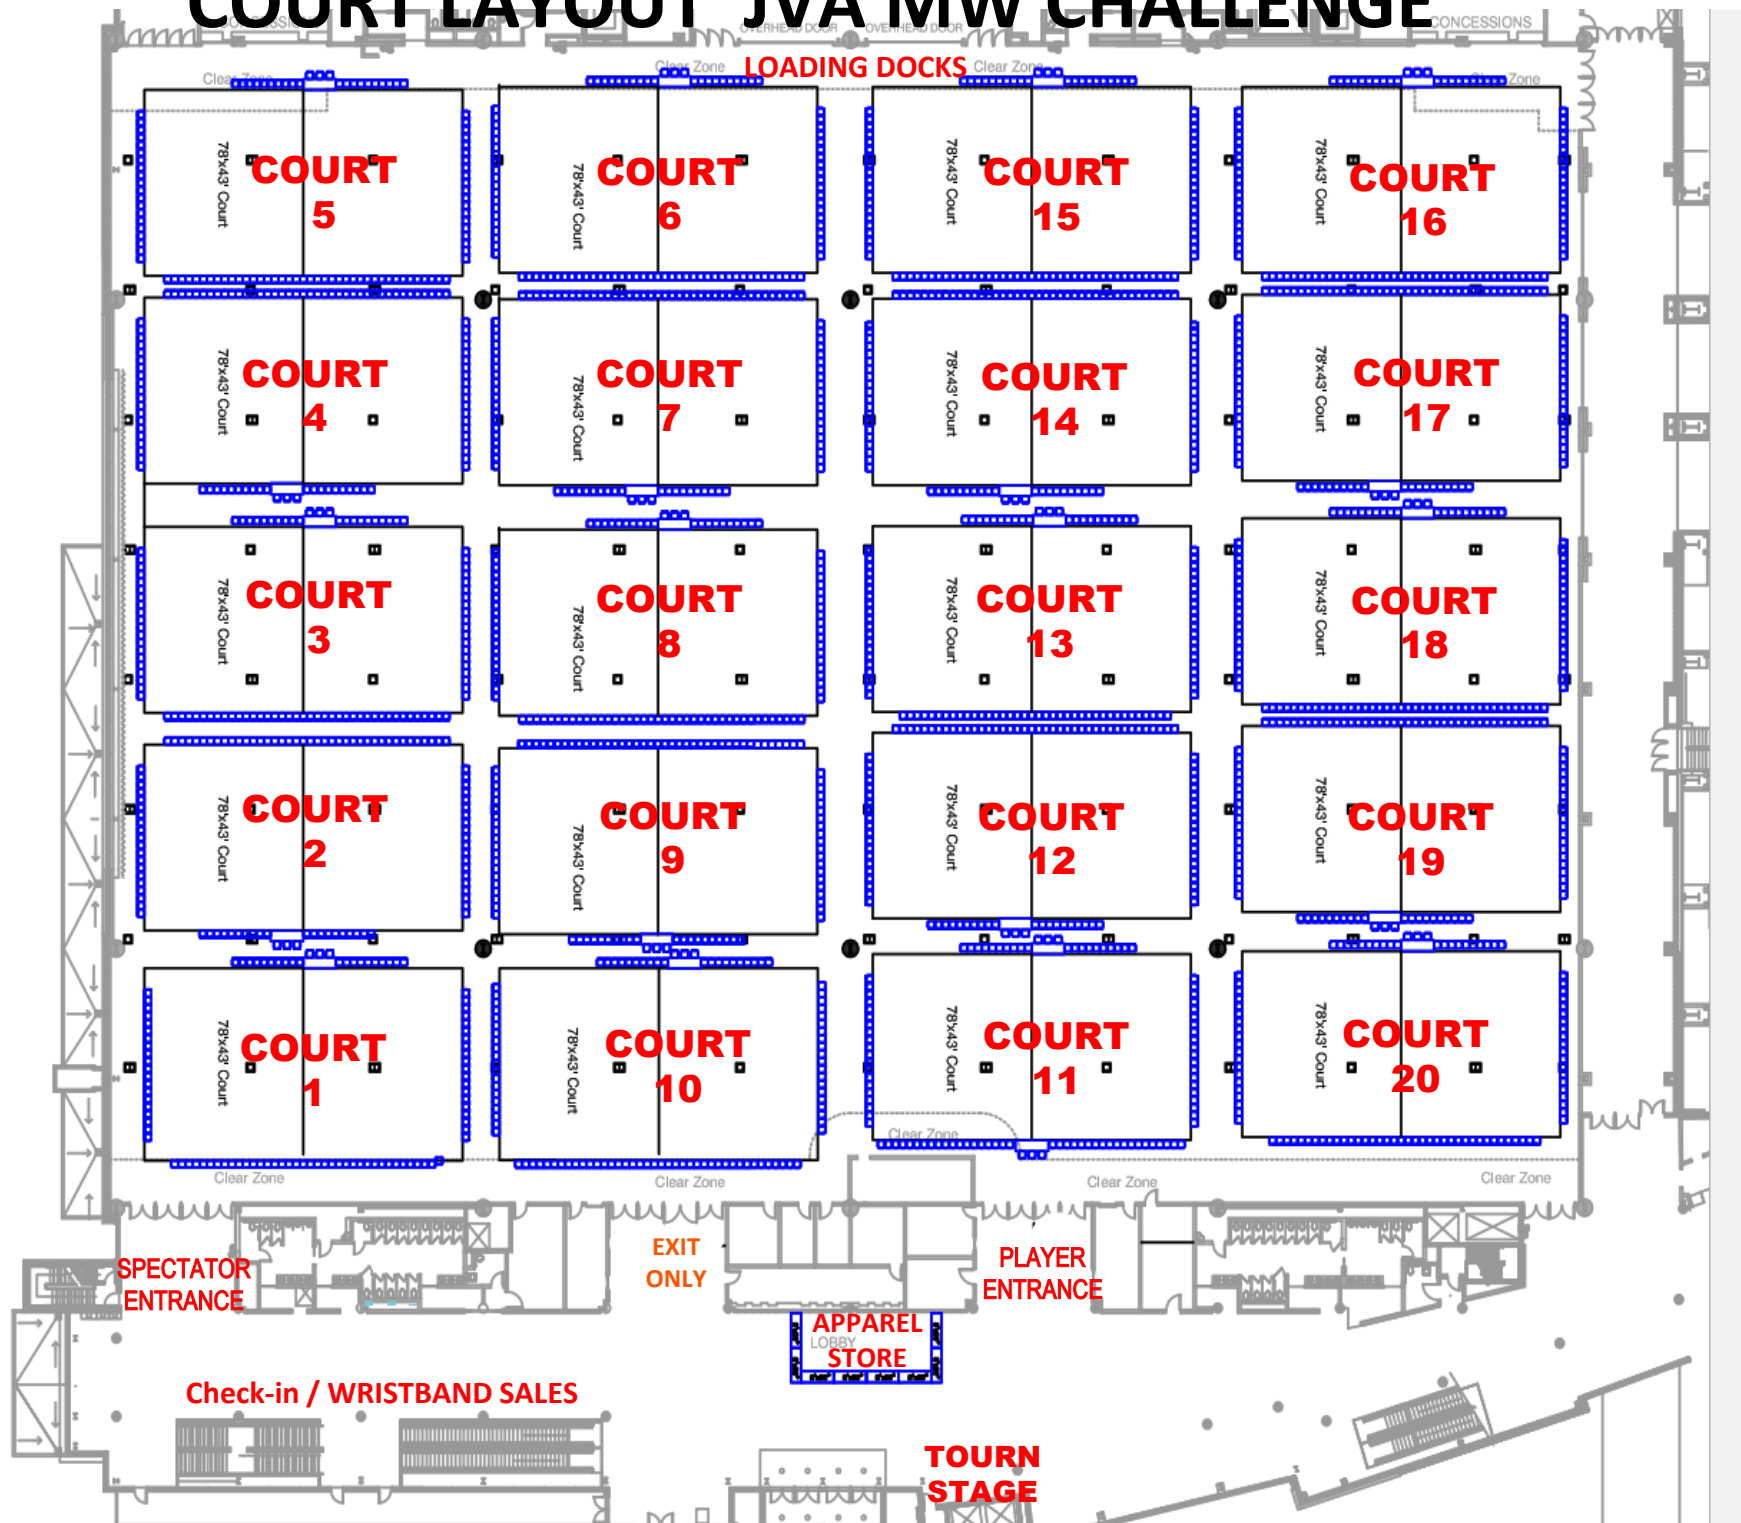 COURT LAYOUT JVA MW CHALLENGE
CONCESSIONS
OVERHEAD DOOR
OVERHEAD DOOR
CONCESSIONS
Clear Zone
Clear Zone
LOADING DOCKS
Clear Zone
Clear Zone
78'x43' Court
COURT
5
78'x43' Court
COURT
6
78'x43' Court
COURT
15
78'x43' Court
COURT
16
78'x43' Court
COURT
4
78'x43' Court
COURT
7
78'x43' Court
COURT
14
78'x43' Court
COURT
17
78'x43' Court
COURT
3
78'x43' Court
COURT
8
78'x43' Court
COURT
13
78'x43' Court
COURT
18
78'x43' Court
COURT
2
78'x43' Court
COURT
9
78'x43' Court
COURT
12
78'x43' Court
COURT
19
78'x43' Court
COURT
1
78'x43' Court
COURT
10
78'x43' Court
COURT
11
78'x43' Court
COURT
20
Clear Zone
Clear Zone
Clear Zone
Clear Zone
Clear Zone
SPECTATOR
ENTRANCE
EXIT
ONLY
PLAYER
ENTRANCE
APPAREL
LOBBY
STORE
Check-in / WRISTBAND SALES
TOURN
STAGE